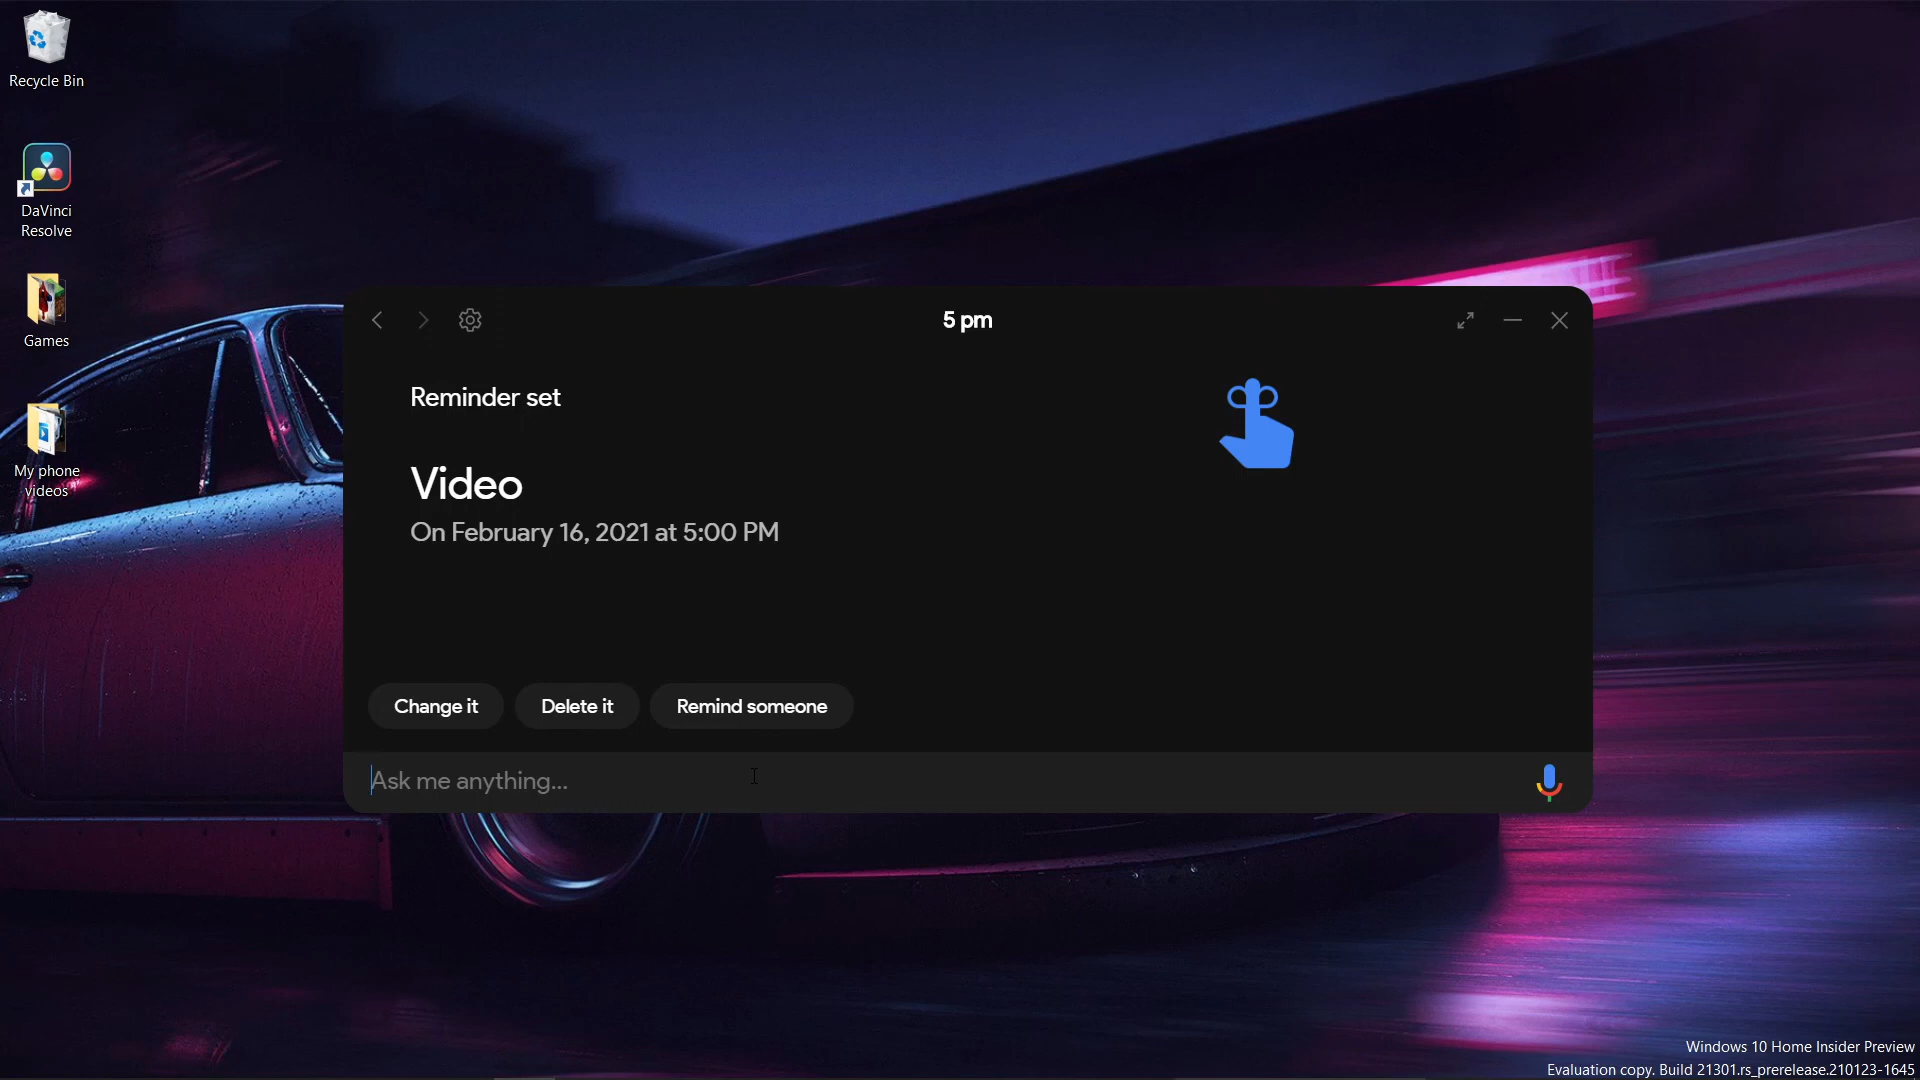 Recycle Bin
DaVinci
Resolve
Games
My phone
videos
5 pm
Reminder set
Video
On February 16, 2021 at 5:00 PM
Change it
Delete it
Remind someone
Ask me anything...
Windows 10 Home Insider Preview
Evaluation copy. Build 21301.rs_prerelease.210123-1645